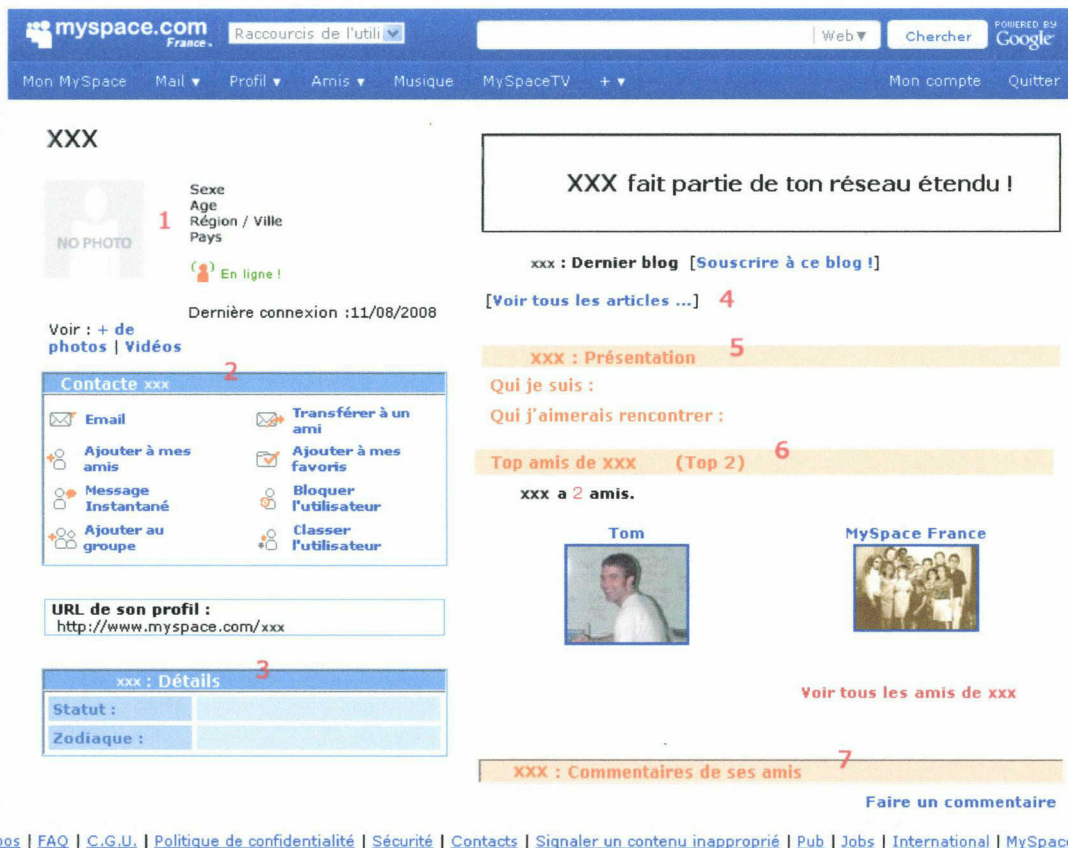 myspace.com
France.
Raccourcis de l'utili
Web▼
Chercher
POWERED BY
Google
Mon MySpace Mail ▼ Profil ▼ Amis ▼ Musique MySpaceTV + ▼ Mon compte Quitter
XXX
NO PHOTO
1
Sexe
Age
Région / Ville
Pays
En ligne !
Dernière connexion :11/08/2008
Voir : + de
photos | Vidéos
Contacte xxx
2
Email
Transférer à un
ami
Ajouter à mes
amis
Ajouter à mes
favoris
Message
Instantané
Bloquer
l'utilisateur
Ajouter au
groupe
Classer
l'utilisateur
URL de son profil :
http://www.myspace.com/xxx
xxx : Détails
3
Statut :
Zodiaque :
XXX fait partie de ton réseau étendu !
xxx : Dernier blog [Souscrire à ce blog !]
[Voir tous les articles ...] 4
xxx : Présentation 5
Qui je suis :
Qui j'aimerais rencontrer :
Top amis de xxx (Top 2) 6
xxx a 2 amis.
Tom
MySpace France
Voir tous les amis de xxx
XXX : Commentaires de ses amis 7
Faire un commentaire
pos | FAQ | C.G.U. | Politique de confidentialité | Sécurité | Contacts | Signaler un contenu inapproprié | Pub | Jobs | International | MySpace